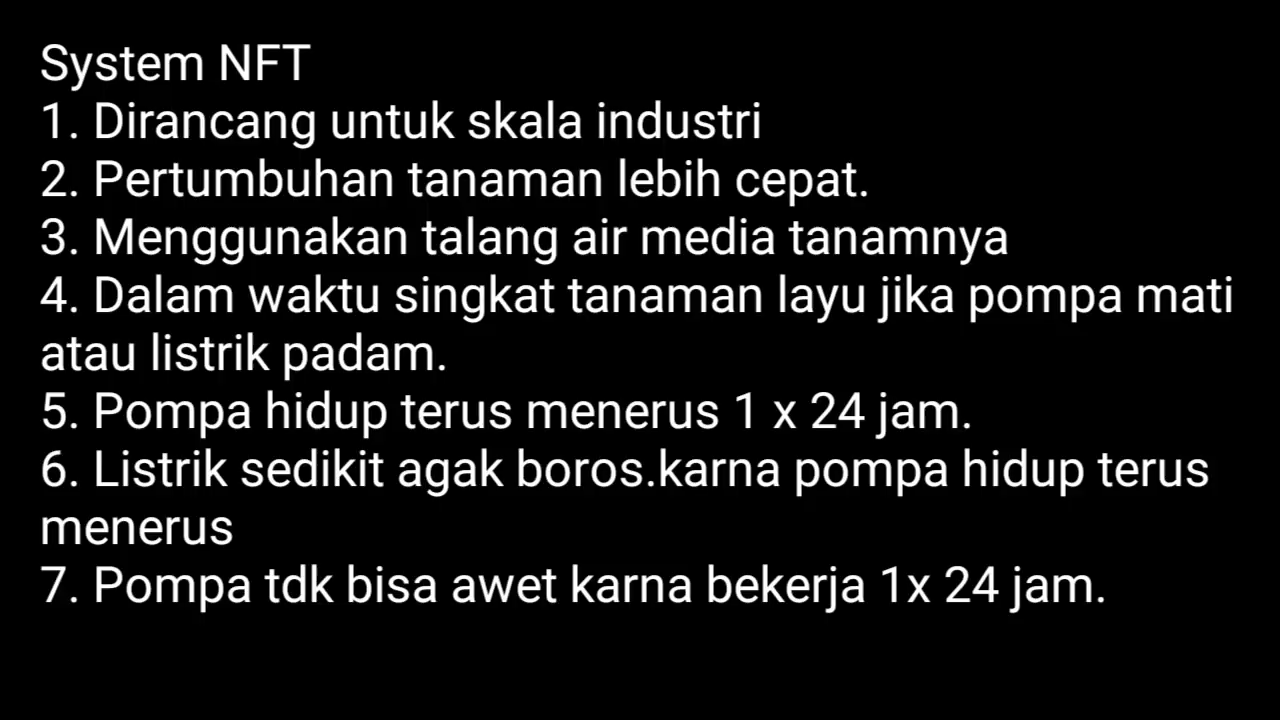 System NFT
1. Dirancang untuk skala industri
2. Pertumbuhan tanaman lebih cepat.
3. Menggunakan talang air media tanamnya
4. Dalam waktu singkat tanaman layu jika pompa mati
atau listrik padam.
5. Pompa hidup terus menerus 1 x 24 jam.
6. Listrik sedikit agak boros.karna pompa hidup terus
menerus
7. Pompa tdk bisa awet karna bekerja 1x 24 jam.